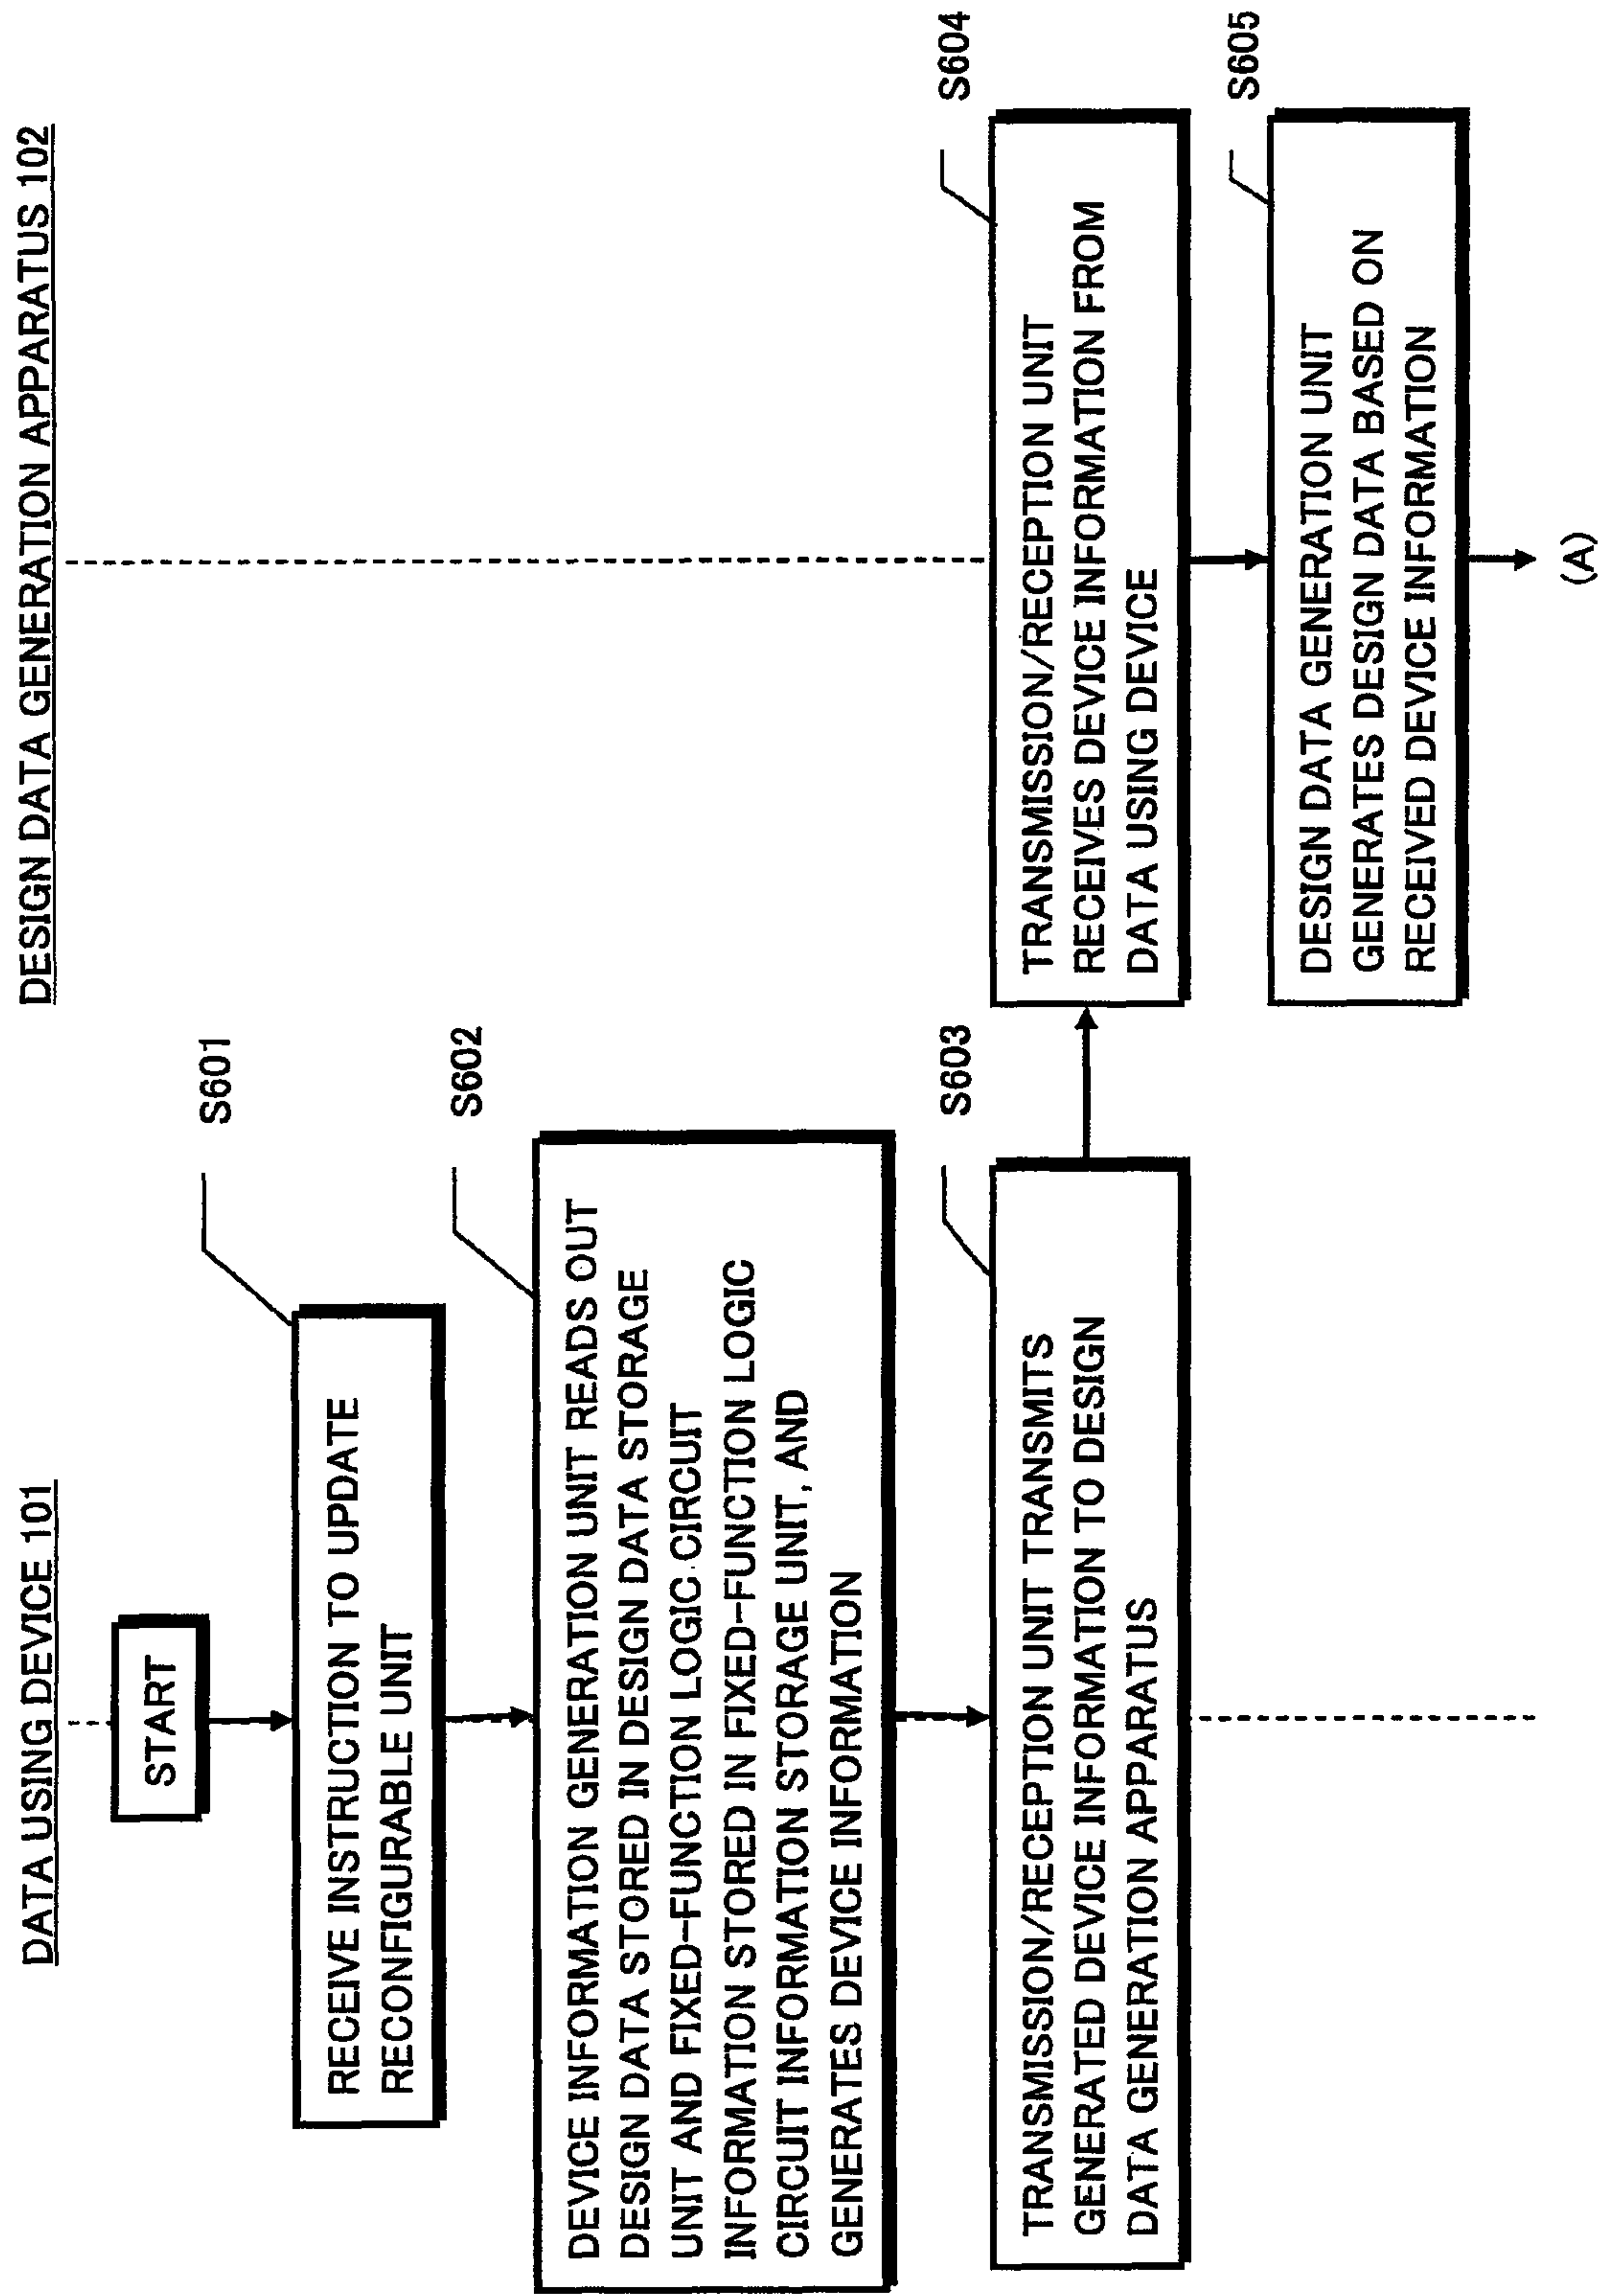 DATA USING DEVICE 101
DESIGN DATA GENERATION APPARATUS 102
START
S601
RECEIVE INSTRUCTION TO UPDATE
RECONFIGURABLE UNIT
S602
DEVICE INFORMATION GENERATION UNIT READS OUT
DESIGN DATA STORED IN DESIGN DATA STORAGE
UNIT AND FIXED-FUNCTION LOGIC CIRCUIT
INFORMATION STORED IN FIXED-FUNCTION LOGIC
CIRCUIT INFORMATION STORAGE UNIT, AND
GENERATES DEVICE INFORMATION
S603
TRANSMISSION/RECEPTION UNIT TRANSMITS
GENERATED DEVICE INFORMATION TO DESIGN
DATA GENERATION APPARATUS
S604
TRANSMISSION/RECEPTION UNIT
RECEIVES DEVICE INFORMATION FROM
DATA USING DEVICE
S605
DESIGN DATA GENERATION UNIT
GENERATES DESIGN DATA BASED ON
RECEIVED DEVICE INFORMATION
(A)